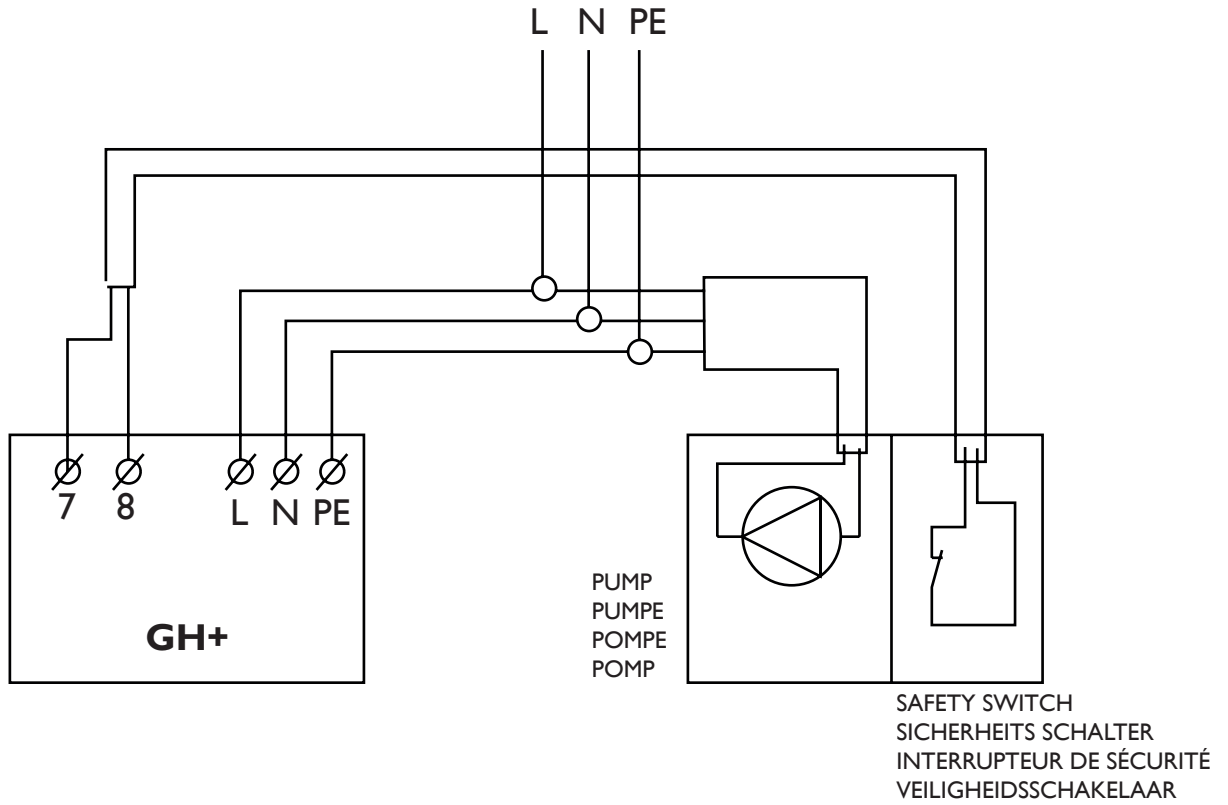 L N PE
7 8 L N PE
GH+
PUMP
PUMPE
POMPE
POMP
SAFETY SWITCH
SICHERHEITS SCHALTER
INTERRUPTEUR DE SÉCURITÉ
VEILIGHEIDSSCHAKELAAR